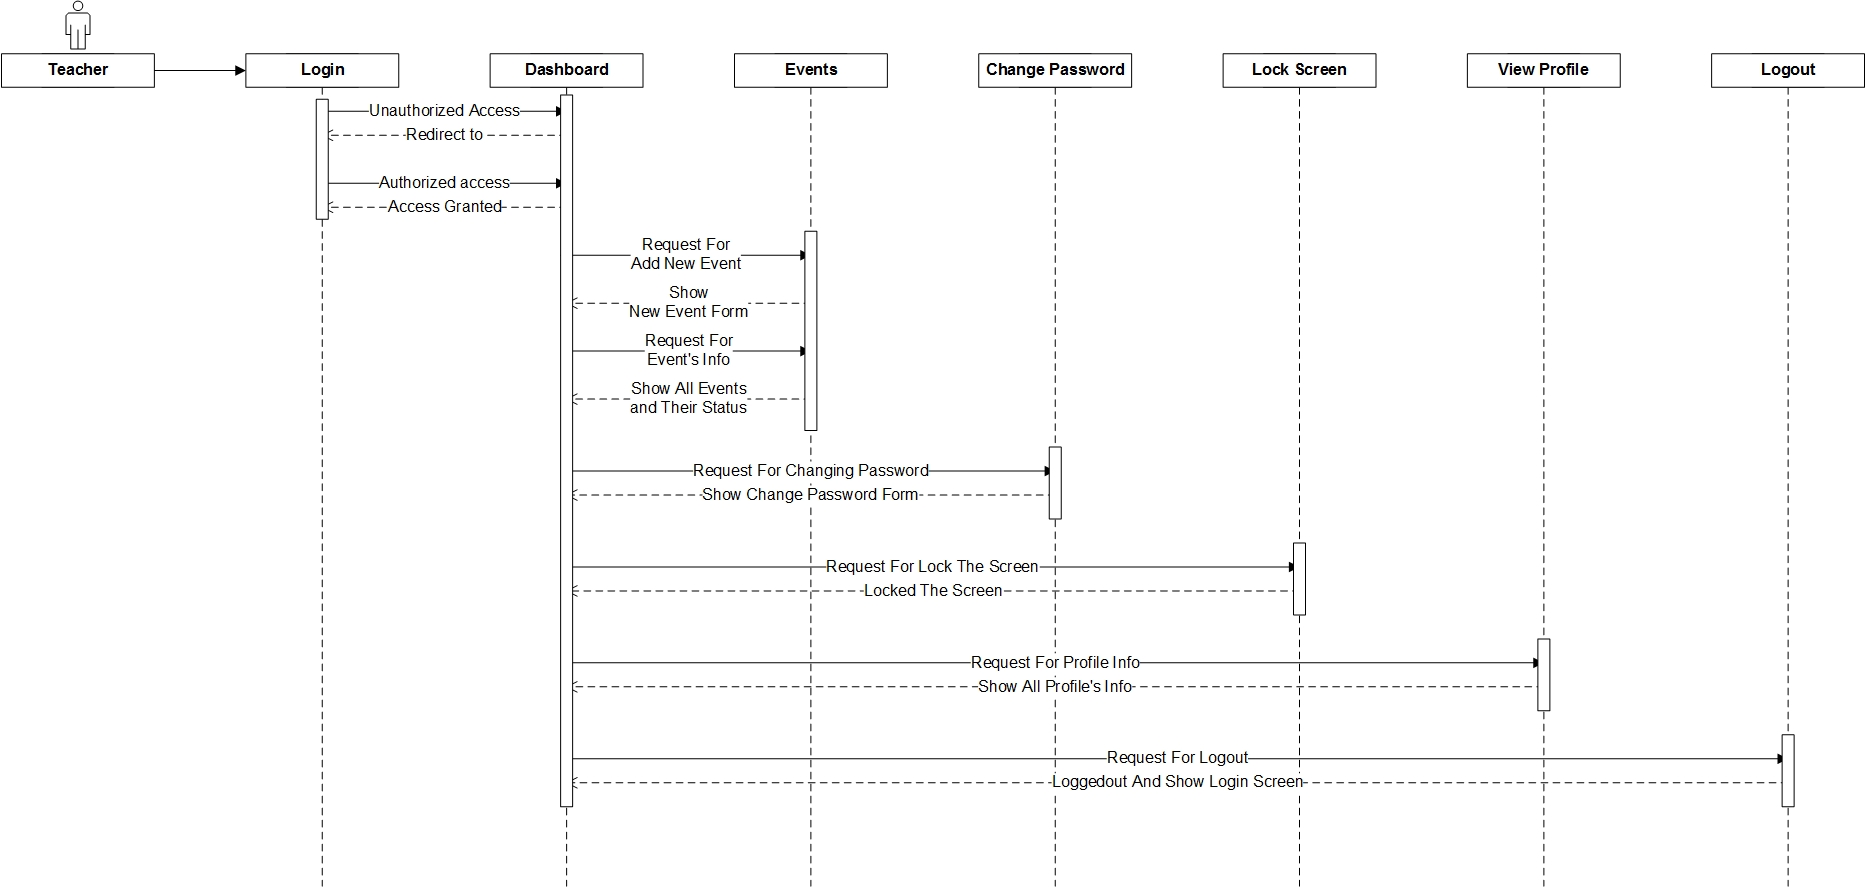 Teacher
Login
Dashboard
Events
Change Password
Lock Screen
View Profile
Logout
Unauthorized Access
Redirect to
Authorized access
Access Granted
Request For
Add New Event
Show
New Event Form
Request For
Event's Info
Show All Events
and Their Status
Request For Changing Password
Show Change Password Form
Request For Lock The Screen
Locked The Screen
Request For Profile Info
Show All Profile's Info
Request For Logout
Loggedout And Show Login Screen